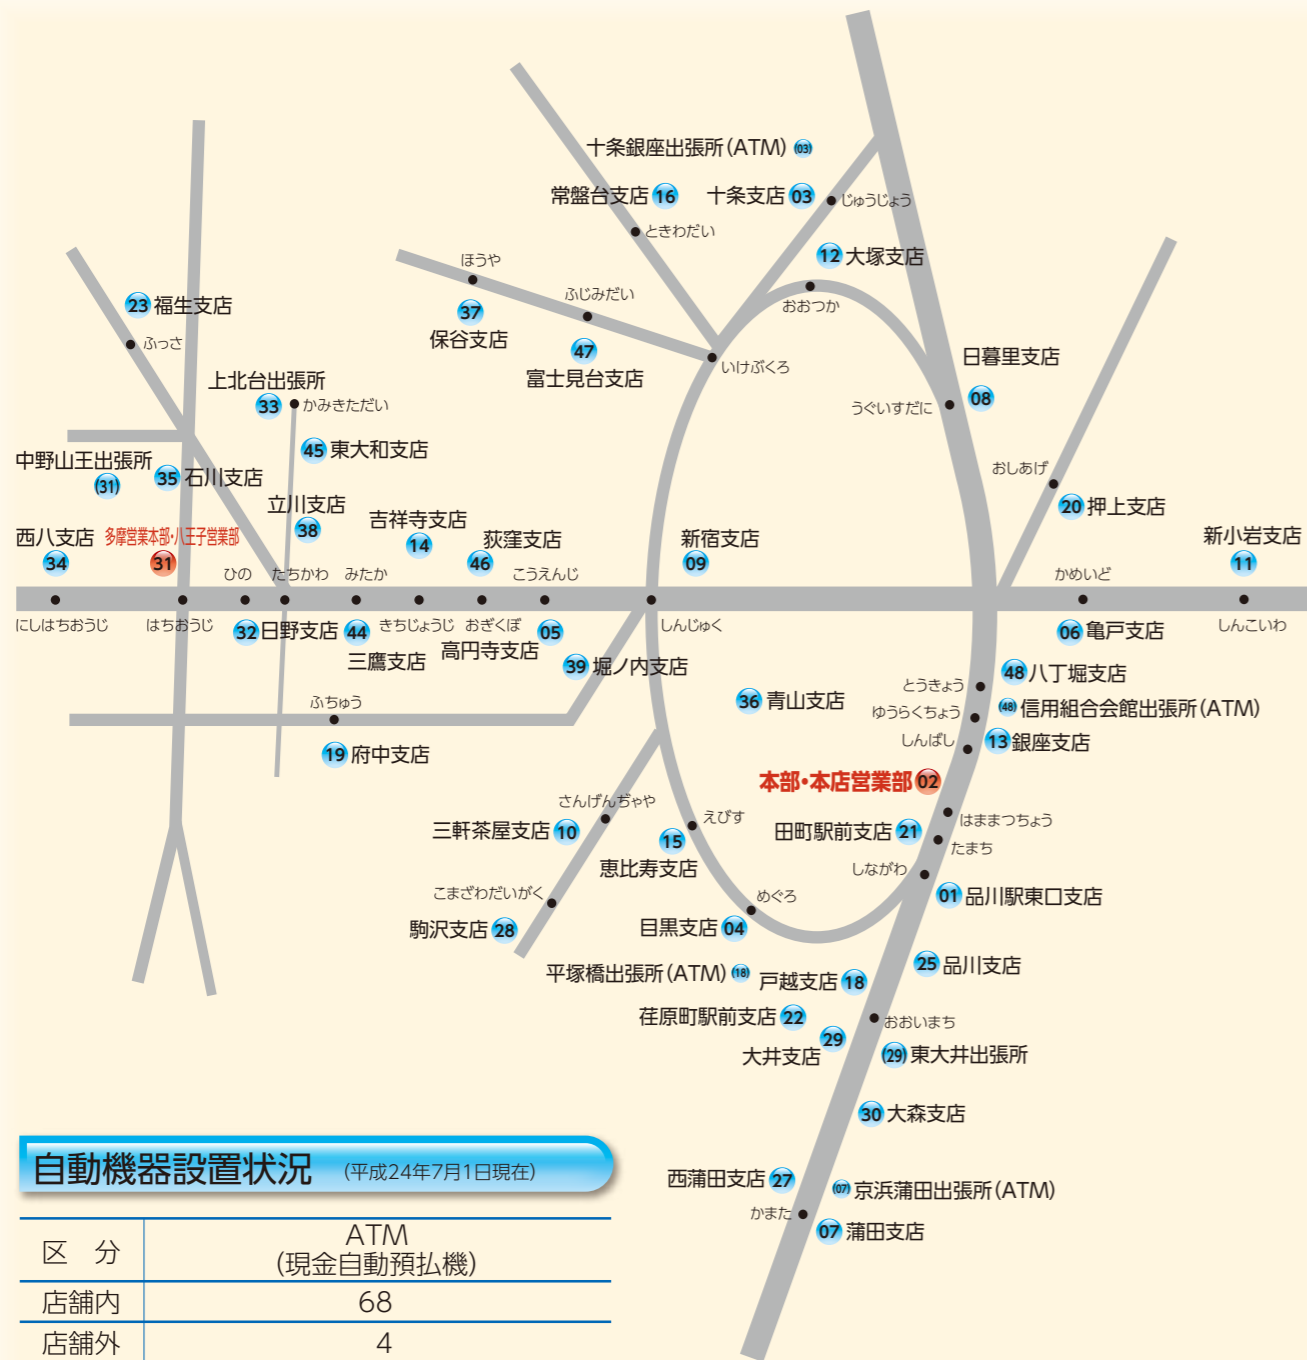 十条銀座出張所(ATM) (03)
常盤台支店 16 十条支店 03
じゅうじょう
ときわだい
12 大塚支店
おおつか
ほうや
ふじみだい
37
保谷支店
47
富士見台支店
いけぶくろ
23 福生支店
ふっさ
日暮里支店
08
うぐいすだに
上北台出張所
33
かみきただい
45 東大和支店
中野山王出張所
(31)
35 石川支店
立川支店
38
吉祥寺支店
14
荻窪支店
46
新宿支店
09
おしあげ
20 押上支店
新小岩支店
11
西八支店
34
多摩営業本部・八王子営業部
31
ひの
たちかわ
みたか
こうえんじ
かめいど
にしはちおうじ
はちおうじ
32 日野支店
44
三鷹支店
きちじょうじ
おぎくぼ
05
高円寺支店
しんじゅく
06 亀戸支店
しんこいわ
39 堀ノ内支店
ふちゅう
19 府中支店
36 青山支店
とうきょう
48 八丁堀支店
ゆうらくちょう
(48) 信用組合会館出張所(ATM)
しんばし
13 銀座支店
本部・本店営業部 02
さんげんぢゃや
三軒茶屋支店 10
えびす
15
恵比寿支店
はままつちょう
田町駅前支店 21
たまち
しながわ
こまざわだいがく
駒沢支店 28
めぐろ
目黒支店 04
01 品川駅東口支店
25 品川支店
平塚橋出張所(ATM) (18)
戸越支店 18
荏原町駅前支店 22
おおいまち
29
大井支店
(29) 東大井出張所
30 大森支店
西蒲田支店 27
(07) 京浜蒲田出張所(ATM)
かまた
07 蒲田支店
自動機器設置状況 (平成24年7月1日現在)
区 分 ATM
(現金自動預払機)
店舗内 68
店舗外 4